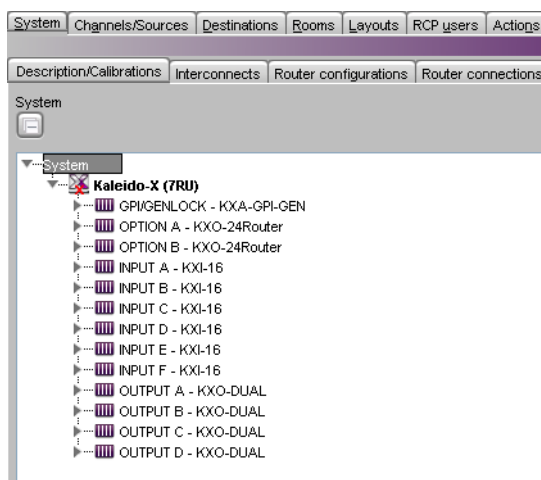 System Channels/Sources Destinations Rooms Layouts RCP users Actions
Description/Calibrations Interconnects Router configurations Router connections
System
System
Kaleido-X (7RU)
GPI/GENLOCK - KXA-GPI-GEN
OPTION A - KXO-24Router
OPTION B - KXO-24Router
INPUT A - KXI-16
INPUT B - KXI-16
INPUT C - KXI-16
INPUT D - KXI-16
INPUT E - KXI-16
INPUT F - KXI-16
OUTPUT A - KXO-DUAL
OUTPUT B - KXO-DUAL
OUTPUT C - KXO-DUAL
OUTPUT D - KXO-DUAL